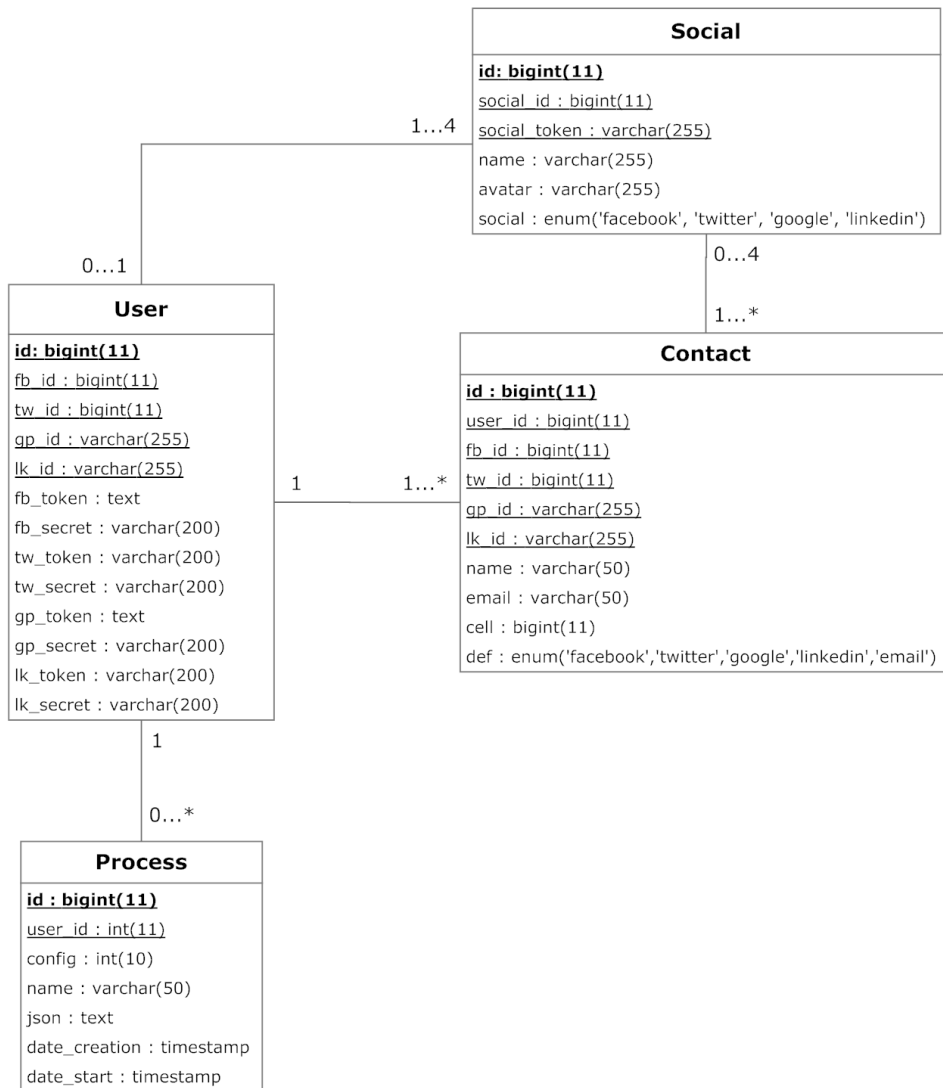 Social
id: bigint(11)
social_id : bigint(11)
social_token : varchar(255)
name : varchar(255)
avatar : varchar(255)
social : enum('facebook', 'twitter', 'google', 'linkedin')
1...4
0...1
0...4
1...*
User
id: bigint(11)
fb_id : bigint(11)
tw_id : bigint(11)
gp_id : varchar(255)
lk_id : varchar(255)
fb_token : text
fb_secret : varchar(200)
tw_token : varchar(200)
tw_secret : varchar(200)
gp_token : text
gp_secret : varchar(200)
lk_token : varchar(200)
lk_secret : varchar(200)
1
1...*
Contact
id : bigint(11)
user_id : bigint(11)
fb_id : bigint(11)
tw_id : bigint(11)
gp_id : varchar(255)
lk_id : varchar(255)
name : varchar(50)
email : varchar(50)
cell : bigint(11)
def : enum('facebook','twitter','google','linkedin','email')
1
0...*
Process
id : bigint(11)
user_id : int(11)
config : int(10)
name : varchar(50)
json : text
date_creation : timestamp
date_start : timestamp